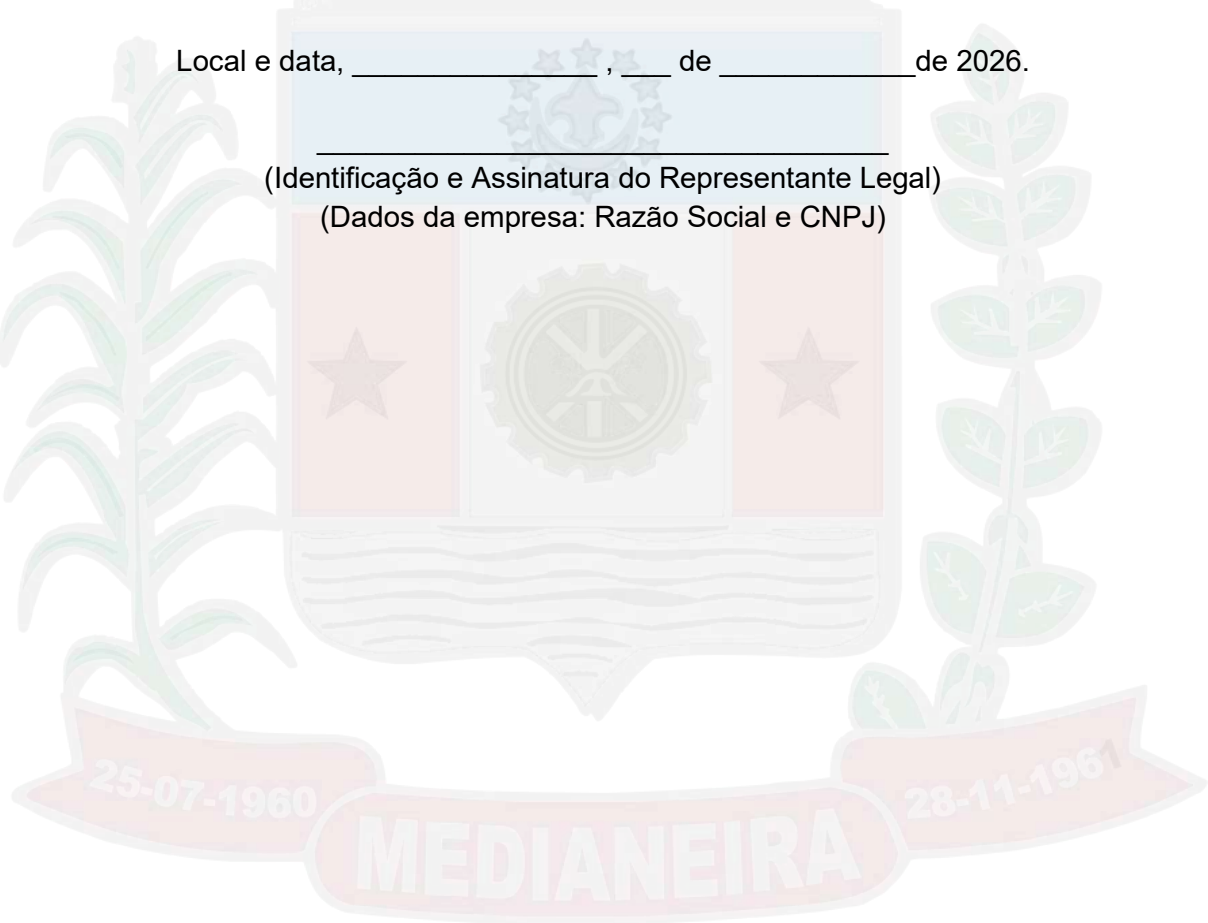 Local e data, _______________ , ___ de ____________de 2026.
___________________________________
(Identificação e Assinatura do Representante Legal)
(Dados da empresa: Razão Social e CNPJ)
25-07-1960
28-11-1961
MEDIANEIRA